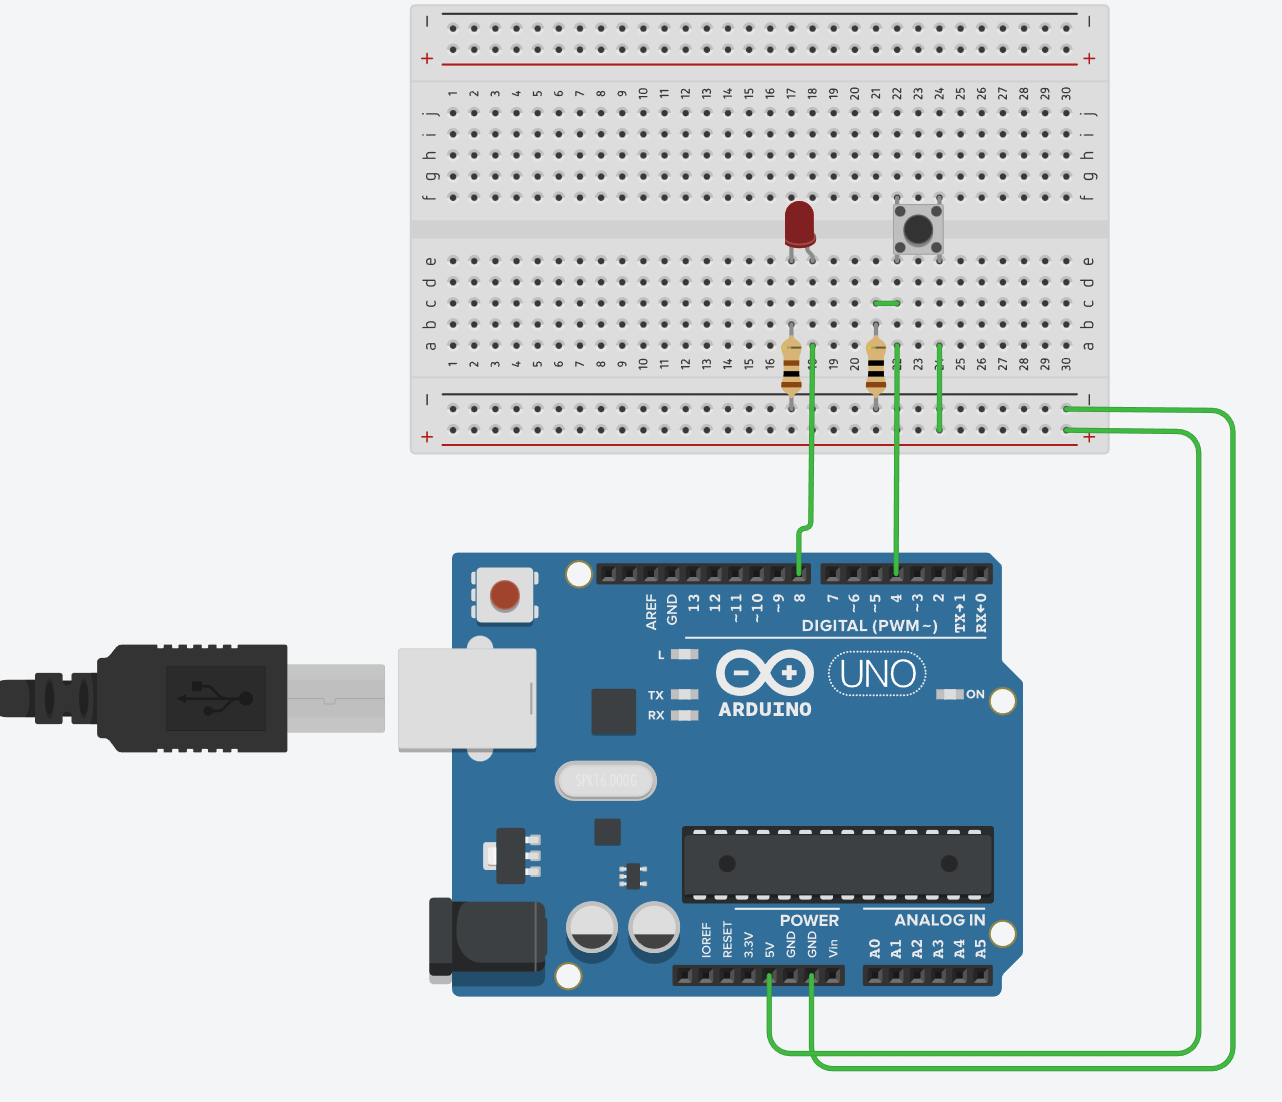 − −
+ +
1 2 3 4 5 6 7 8 9 10 11 12 13 14 15 16 17 18 19 20 21 22 23 24 25 26 27 28 29 30
j j
i i
h h
g g
f f
e e
d d
c c
b b
a a
1 2 3 4 5 6 7 8 9 10 11 12 13 14 15 16 18 19 20 22 23 25 26 27 28 29 30
− −
+ +
AREF GND 13 12 ~11 ~10 ~9 8 7 ~6 ~5 4 ~3 2 TX→1 RX←0
DIGITAL (PWM ~)
L
TX
RX
ARDUINO
UNO
ON
SPK16.000G
POWER
ANALOG IN
IOREF RESET 3.3V 5V GND GND Vin A0 A1 A2 A3 A4 A5